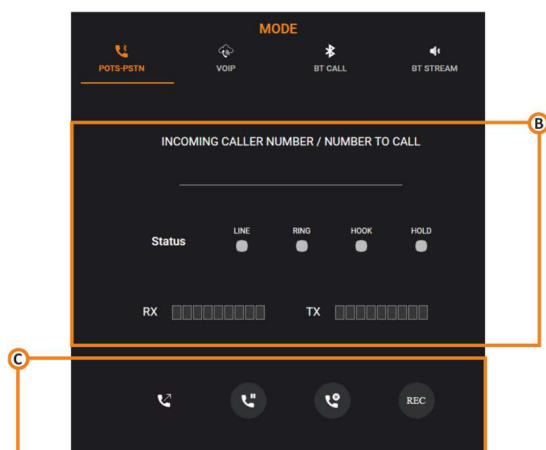 MODE
POTS-PSTN VOIP BT CALL BT STREAM
B
INCOMING CALLER NUMBER / NUMBER TO CALL
Status LINE RING HOOK HOLD
RX TX
C
REC